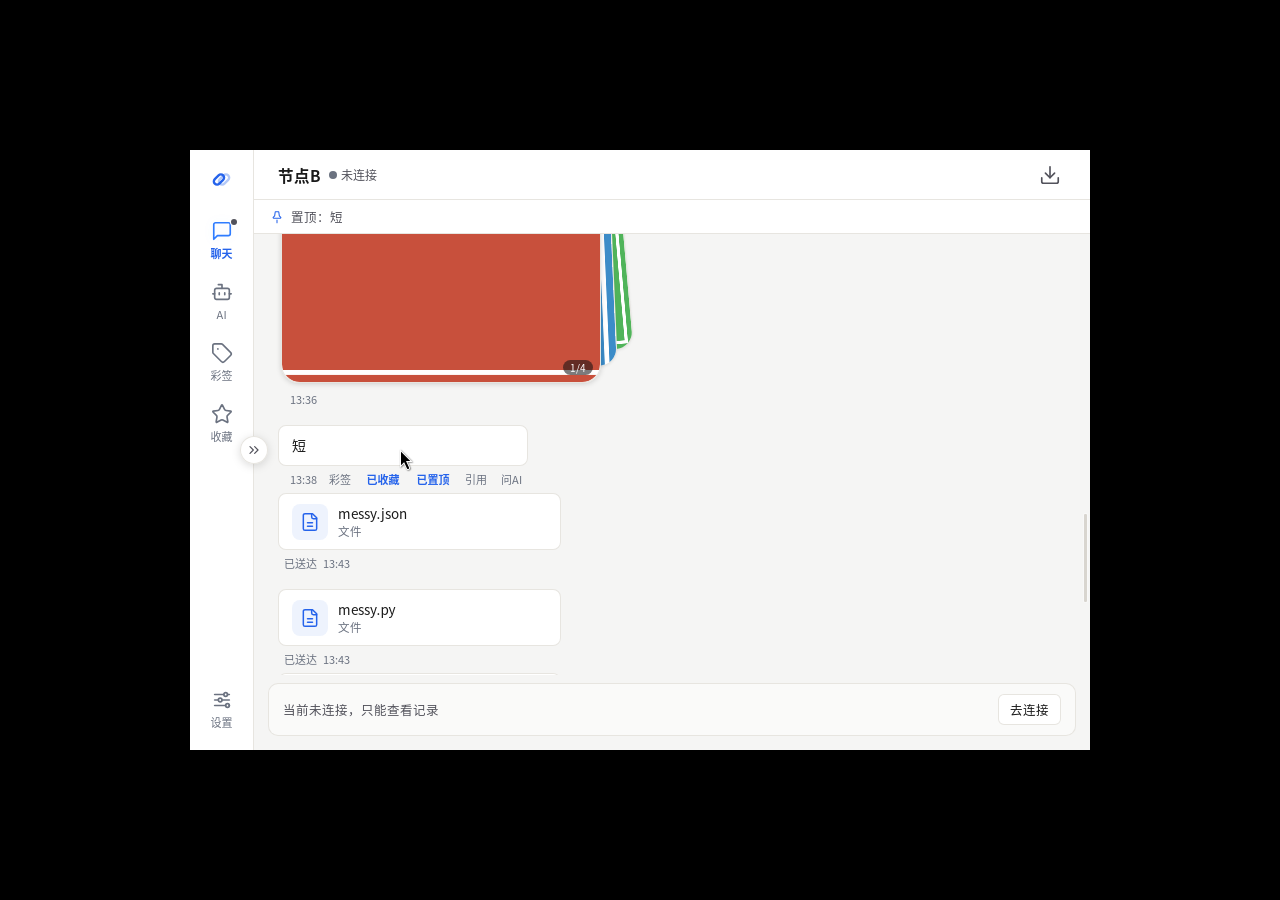 节点B
未连接
置顶：短
聊天
AI
彩签
收藏
设置
1/4
13:36
短
13:38 彩签 已收藏 已置顶 引用 问AI
messy.json
文件
已送达 13:43
messy.py
文件
已送达 13:43
当前未连接，只能查看记录
去连接